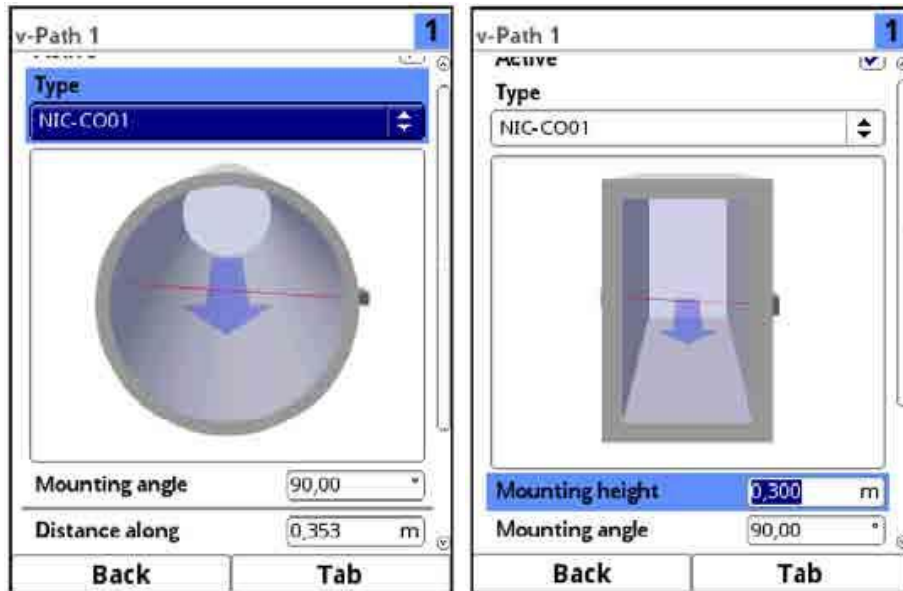 v-Path 1
1
Active
Type
NIC-CO01
Mounting angle
90,00 °
Distance along
0,353 m
Back
Tab
v-Path 1
1
Active
Type
NIC-CO01
Mounting height
0,300 m
Mounting angle
90,00 °
Back
Tab